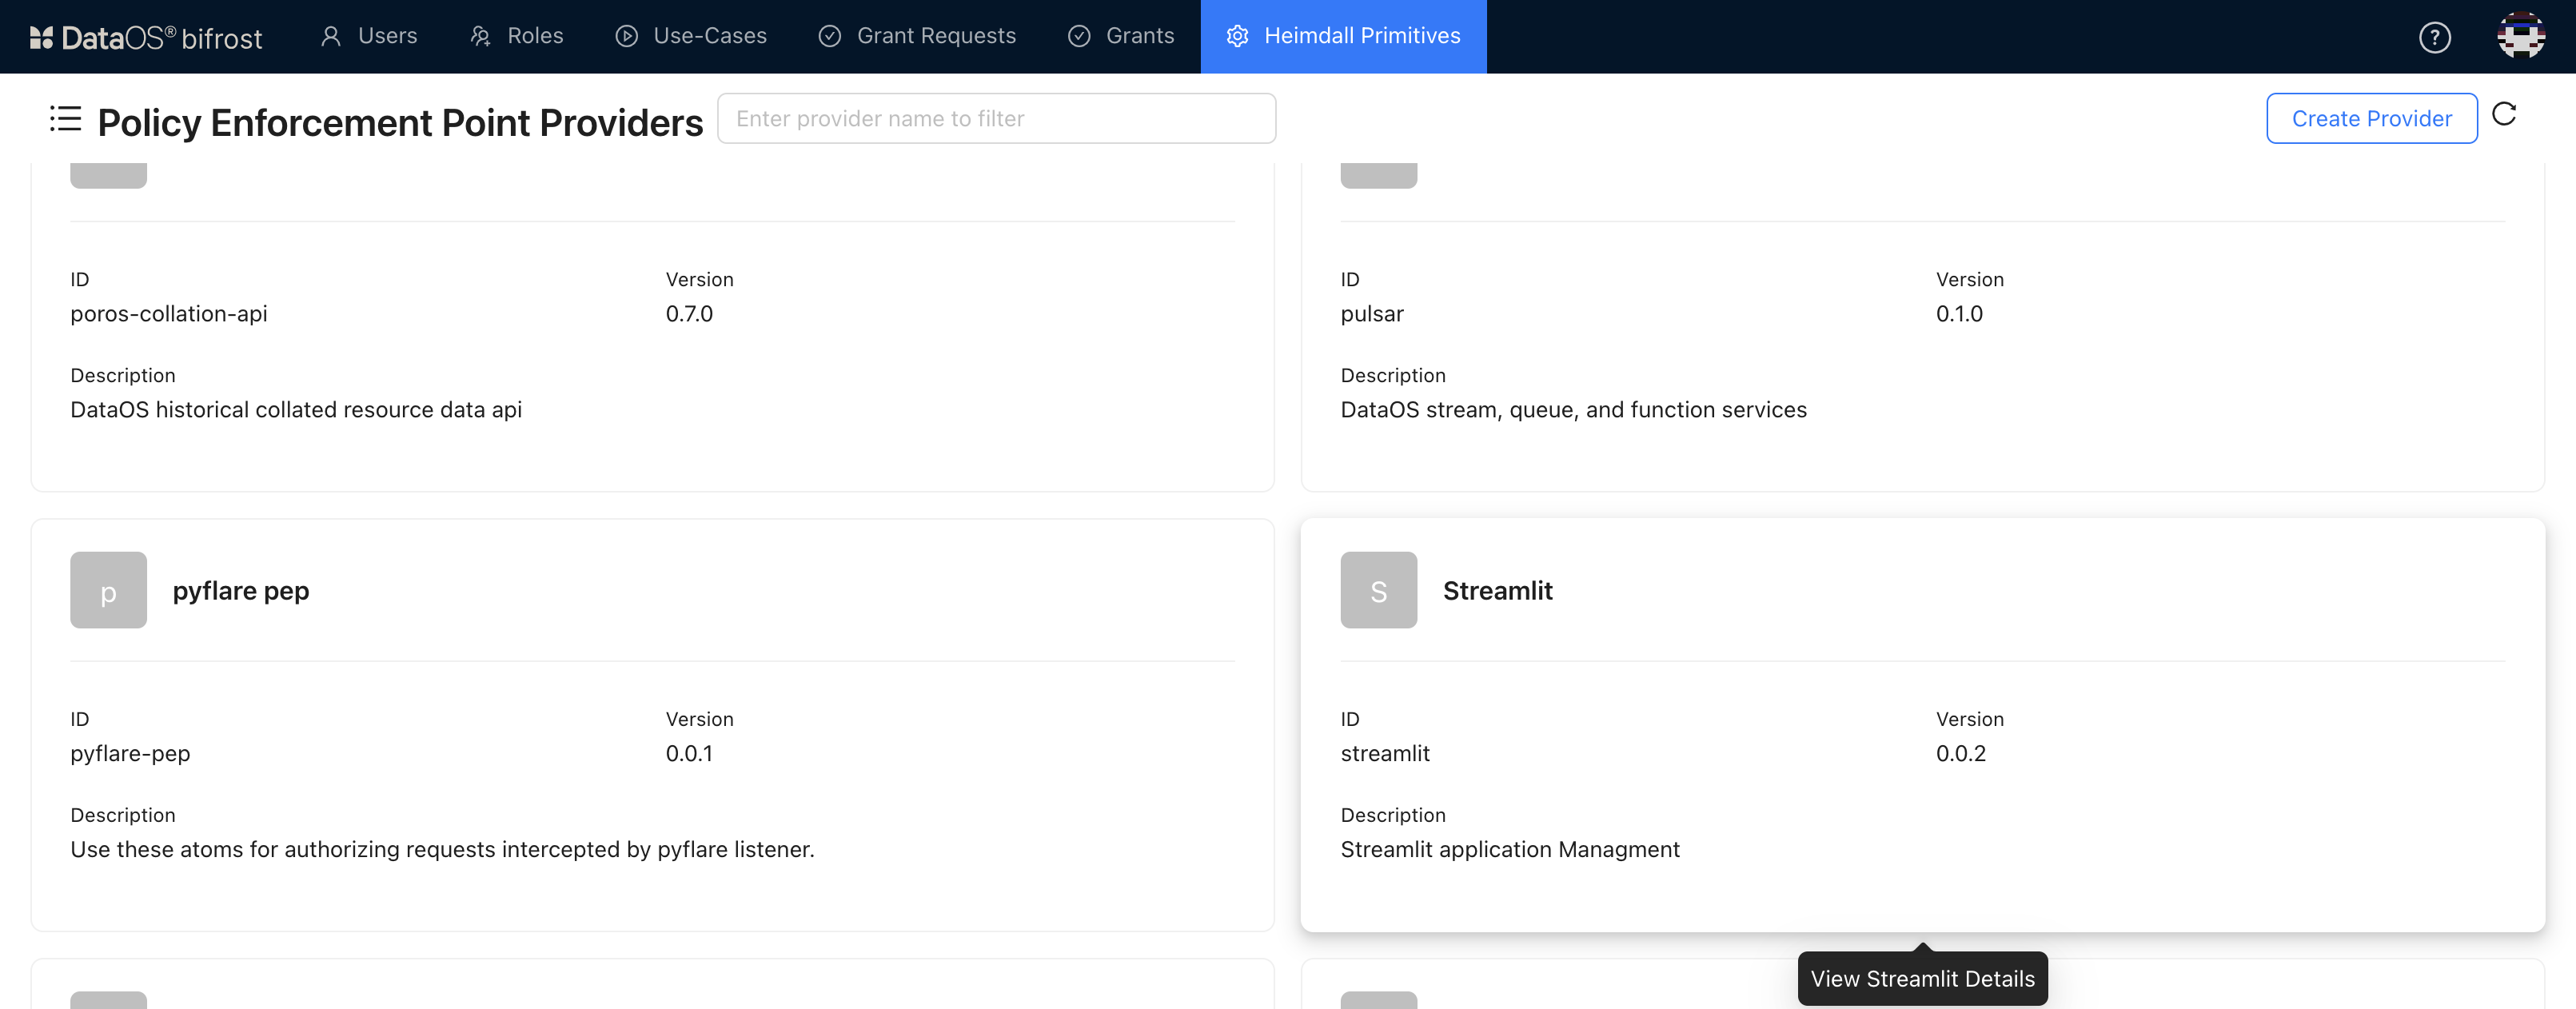 DataOS® bifrost Users Roles Use-Cases Grant Requests Grants Heimdall Primitives ?
Policy Enforcement Point Providers Enter provider name to filter Create Provider
ID Version
poros-collation-api 0.7.0
Description
DataOS historical collated resource data api
ID Version
pulsar 0.1.0
Description
DataOS stream, queue, and function services
p pyflare pep
ID Version
pyflare-pep 0.0.1
Description
Use these atoms for authorizing requests intercepted by pyflare listener.
S Streamlit
ID Version
streamlit 0.0.2
Description
Streamlit application Managment
View Streamlit Details